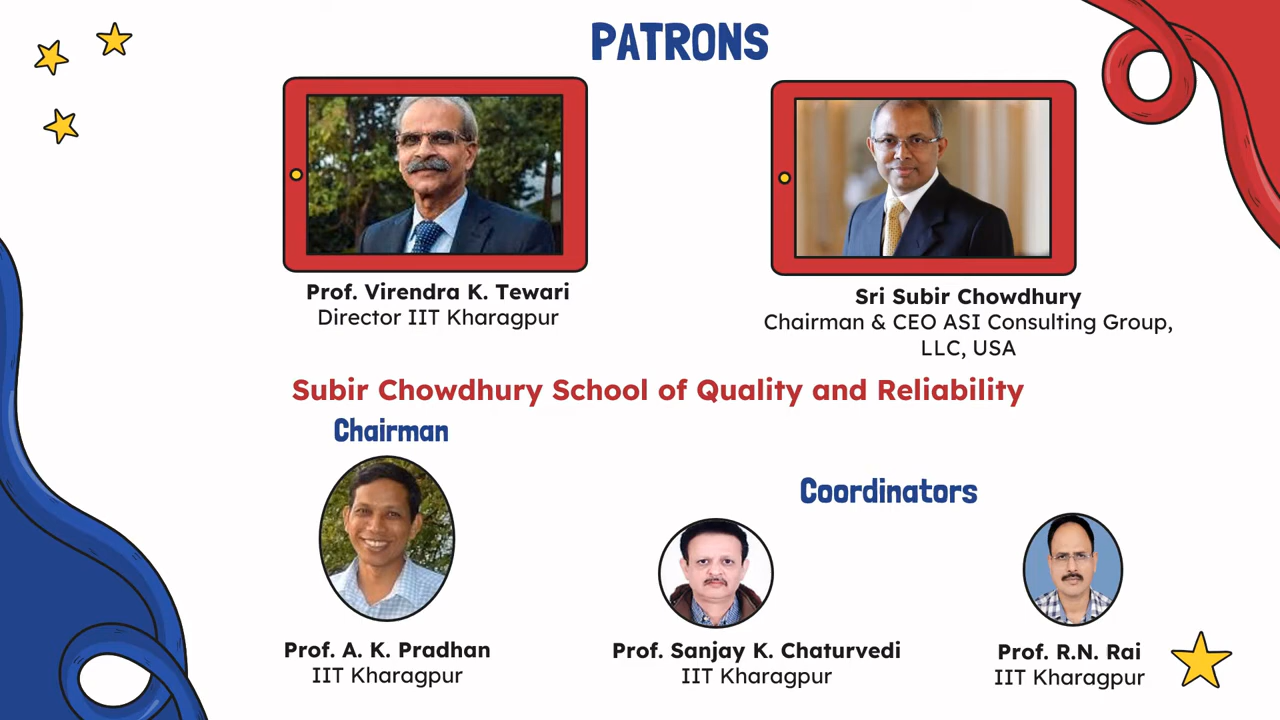 PATRONS
Prof. Virendra K. Tewari
Director IIT Kharagpur
Sri Subir Chowdhury
Chairman & CEO ASI Consulting Group,
LLC, USA
Subir Chowdhury School of Quality and Reliability
Chairman
Coordinators
Prof. A. K. Pradhan
IIT Kharagpur
Prof. Sanjay K. Chaturvedi
IIT Kharagpur
Prof. R.N. Rai
IIT Kharagpur